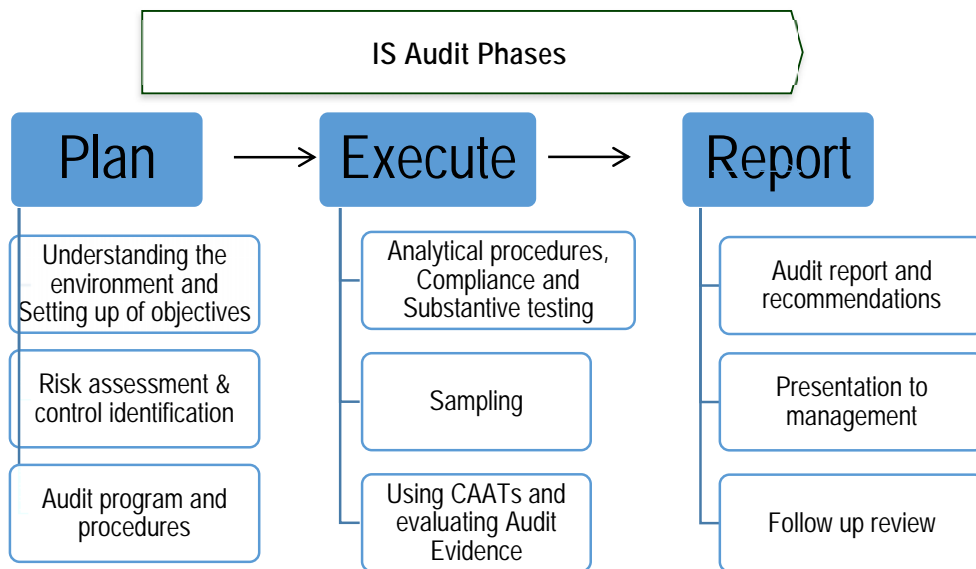 IS Audit Phases
Plan
Execute
Report
Understanding the
environment and
Setting up of objectives
Risk assessment &
control identification
Audit program and
procedures
Analytical procedures,
Compliance and
Substantive testing
Sampling
Using CAATs and
evaluating Audit
Evidence
Audit report and
recommendations
Presentation to
management
Follow up review